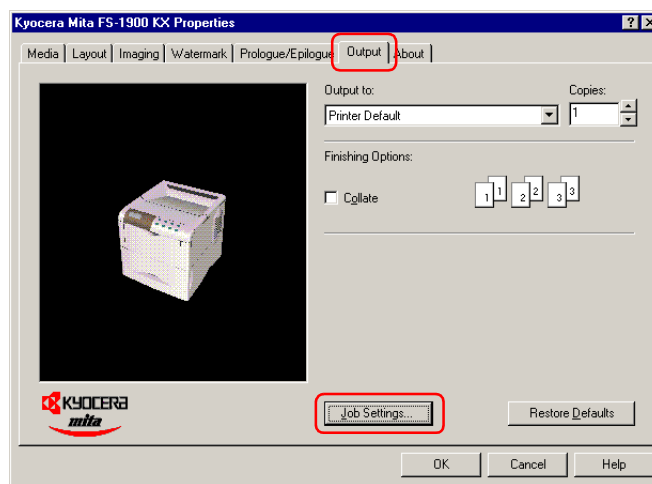 Kyocera Mita FS-1900 KX Properties
Media Layout Imaging Watermark Prologue/Epilogue Output About
Output to: Copies:
Printer Default 1
Finishing Options:
Collate 1 1 2 2 3 3
KYOCERA
mita
Job Settings... Restore Defaults
OK Cancel Help